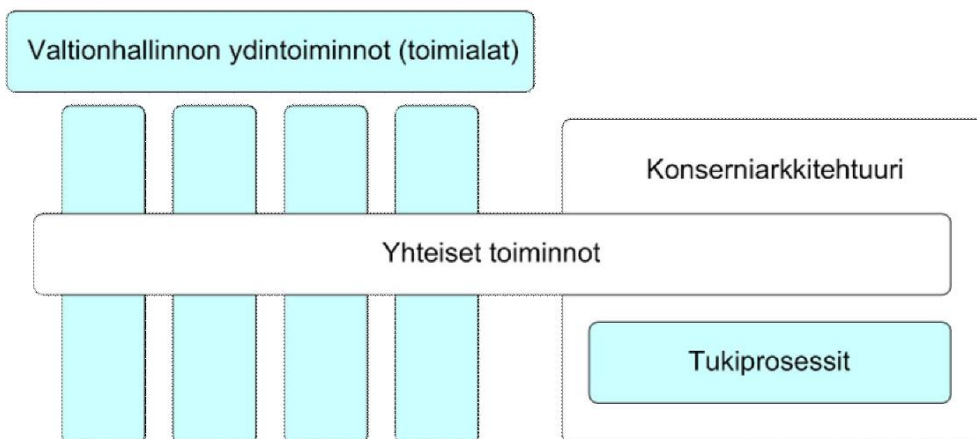 Valtionhallinnon ydintoiminnot (toimialat)
Konserniarkkitehtuuri
Yhteiset toiminnot
Tukiprosessit